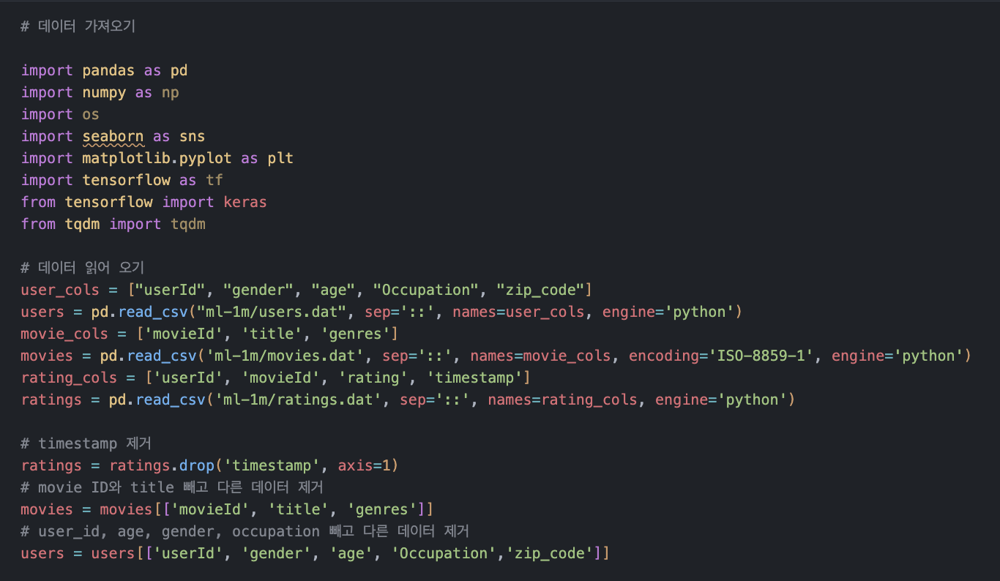 # 데이터 가져오기
import pandas as pd
import numpy as np
import os
import seaborn as sns
import matplotlib.pyplot as plt
import tensorflow as tf
from tensorflow import keras
from tqdm import tqdm
# 데이터 읽어 오기
user_cols = ["userId", "gender", "age", "Occupation", "zip_code"]
users = pd.read_csv("ml-1m/users.dat", sep='::', names=user_cols, engine='python')
movie_cols = ['movieId', 'title', 'genres']
movies = pd.read_csv('ml-1m/movies.dat', sep='::', names=movie_cols, encoding='ISO-8859-1', engine='python')
rating_cols = ['userId', 'movieId', 'rating', 'timestamp']
ratings = pd.read_csv('ml-1m/ratings.dat', sep='::', names=rating_cols, engine='python')
# timestamp 제거
ratings = ratings.drop('timestamp', axis=1)
# movie ID와 title 빼고 다른 데이터 제거
movies = movies[['movieId', 'title', 'genres']]
# user_id, age, gender, occupation 빼고 다른 데이터 제거
users = users[['userId', 'gender', 'age', 'Occupation','zip_code']]